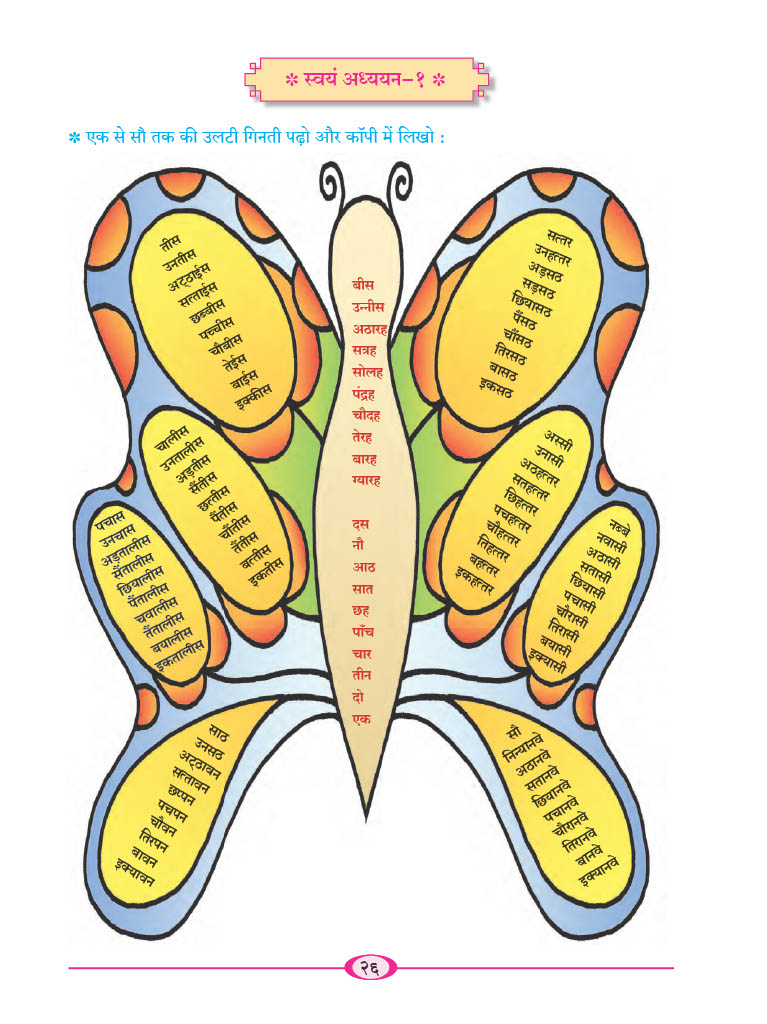 * स्वयं अध्ययन-१ *
* एक से सौ तक की उलटी गिनती पढ़ो और कॉपी में लिखो :
तीस
उनतीस
अट्ठाईस
सत्ताईस
छब्बीस
पच्चीस
चौबीस
तेईस
बाईस
इक्कीस
चालीस
उनतालीस
अड़तीस
सैंतीस
छत्तीस
पैंतीस
चौंतीस
तैंतीस
बत्तीस
इकतीस
पचास
उनचास
अड़तालीस
सैंतालीस
छियालीस
पैंतालीस
चवालीस
तैंतालीस
बयालीस
इकतालीस
साठ
उनसठ
अट्ठावन
सत्तावन
छप्पन
पचपन
चौवन
तिरपन
बावन
इक्यावन
बीस
उन्नीस
अठारह
सत्रह
सोलह
पंद्रह
चौदह
तेरह
बारह
ग्यारह
दस
नौ
आठ
सात
छह
पाँच
चार
तीन
दो
एक
सत्तर
उनहत्तर
अड़सठ
सड़सठ
छियासठ
पैंसठ
चौंसठ
तिरसठ
बासठ
इकसठ
अस्सी
उनासी
अठहत्तर
सतहत्तर
छिहत्तर
पचहत्तर
चौहत्तर
तिहत्तर
बहत्तर
इकहत्तर
नब्बे
नवासी
अठासी
सतासी
छियासी
पचासी
चौरासी
तिरासी
बयासी
इक्यासी
सौ
निन्यानवे
अठानवे
सतानवे
छियानवे
पचानवे
चौरानवे
तिरानवे
बानवे
इक्यानवे
२६